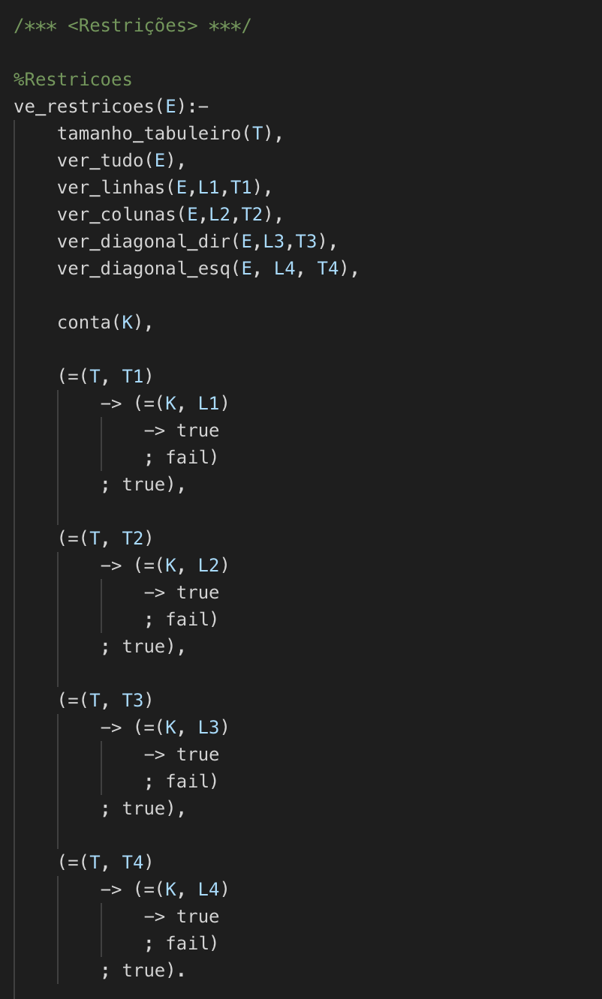 /*** <Restrições> ***/
%Restricoes
ve_restricoes(E):-
tamanho_tabuleiro(T),
ver_tudo(E),
ver_linhas(E,L1,T1),
ver_colunas(E,L2,T2),
ver_diagonal_dir(E,L3,T3),
ver_diagonal_esq(E, L4, T4),
conta(K),
(=(T, T1)
-> (=(K, L1)
-> true
; fail)
; true),
(=(T, T2)
-> (=(K, L2)
-> true
; fail)
; true),
(=(T, T3)
-> (=(K, L3)
-> true
; fail)
; true),
(=(T, T4)
-> (=(K, L4)
-> true
; fail)
; true).